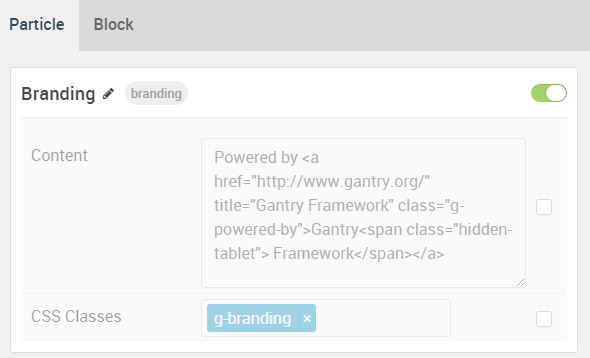 Particle Block
Branding branding
Content
Powered by <a
href="http://www.gantry.org/"
title="Gantry Framework" class="g-
powered-by">Gantry<span class="hidden-
tablet"> Framework</span></a>
CSS Classes
g-branding ×